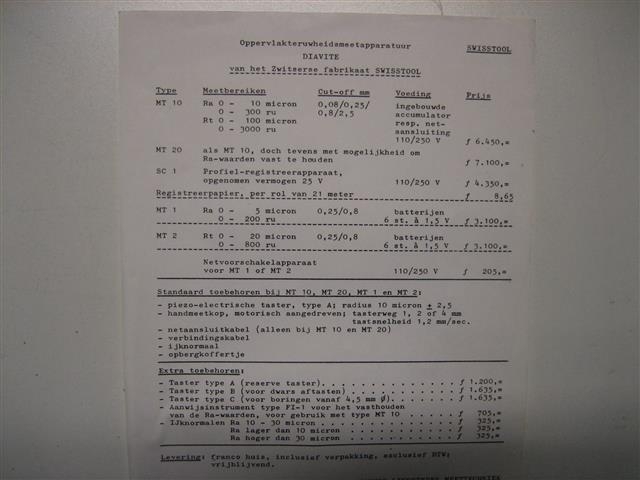 Oppervlakteruwheidsmeetapparatuur SWISSTOOL
DIAVITE
van het Zwitserse fabrikaat SWISSTOOL
Type Meetbereiken Cut-off mm Voeding Prijs
MT 10 Ra 0 - 10 micron 0,08/0,25/ ingebouwde
0 - 300 ru 0,8/2,5 accumulator
Rt 0 - 100 micron resp. net-
0 - 3000 ru aansluiting
110/250 V ƒ 6.450,=
MT 20 als MT 10, doch tevens met mogelijkheid om
Ra-waarden vast te houden ƒ 7.100,=
SC 1 Profiel-registreerapparaat,
opgenomen vermogen 25 V 110/250 V ƒ 4.350,=
Registreerpapier, per rol van 21 meter ƒ 8,65
MT 1 Ra 0 - 5 micron 0,25/0,8 batterijen
0 - 200 ru 6 st. à 1,5 V ƒ 3.100,=
MT 2 Rt 0 - 20 micron 0,25/0,8 batterijen
0 - 800 ru 6 st. à 1,5 V ƒ 3.100,=
Netvoorschakelapparaat
voor MT 1 of MT 2 110/250 V ƒ 205,=
Standaard toebehoren bij MT 10, MT 20, MT 1 en MT 2:
- piezo-electrische taster, type A; radius 10 micron ± 2,5
- handmeetkop, motorisch aangedreven; tasterweg 1, 2 of 4 mm
tastsnelheid 1,2 mm/sec.
- netaansluitkabel (alleen bij MT 10 en MT 20)
- verbindingskabel
- ijknormaal
- opbergkoffertje
Extra toebehoren:
- Taster type A (reserve taster). . . . . . . . . . . . . ƒ 1.200,=
- Taster type B (voor dwars aftasten) . . . . . . . . . . ƒ 1.635,=
- Taster type C (voor boringen vanaf 4,5 mm Ø). . . . . . ƒ 1.635,=
- Aanwijsinstrument type FI-1 voor het vasthouden
van de Ra-waarden, voor gebruik met type MT 10 . . . . . ƒ 705,=
- IJknormalen Ra 10 - 30 micron . . . . . . . . . . . . . ƒ 325,=
Ra lager dan 10 micron . . . . . . . . . . ƒ 325,=
Ra hoger dan 30 micron . . . . . . . . . . ƒ 325,=
Levering: franco huis, inclusief verpakking, exclusief BTW;
vrijblijvend.